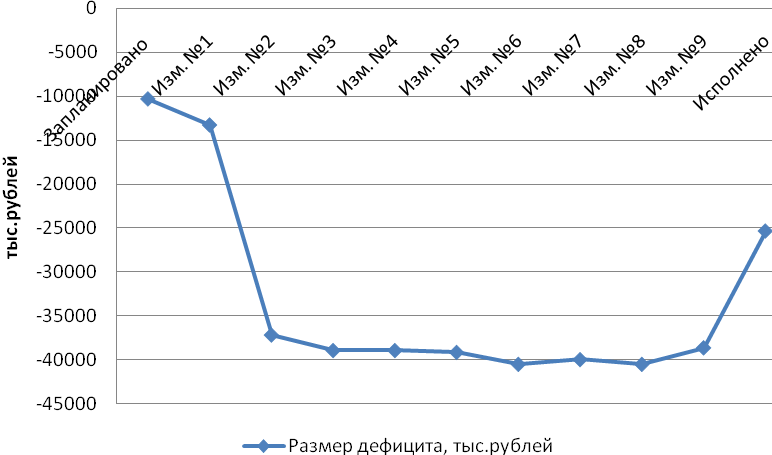 0
-5000
-10000
-15000
-20000
-25000
-30000
-35000
-40000
-45000
тыс.рублей
Запланировано
Изм. №1
Изм. №2
Изм. №3
Изм. №4
Изм. №5
Изм. №6
Изм. №7
Изм. №8
Изм. №9
Исполнено
Размер дефицита, тыс.рублей